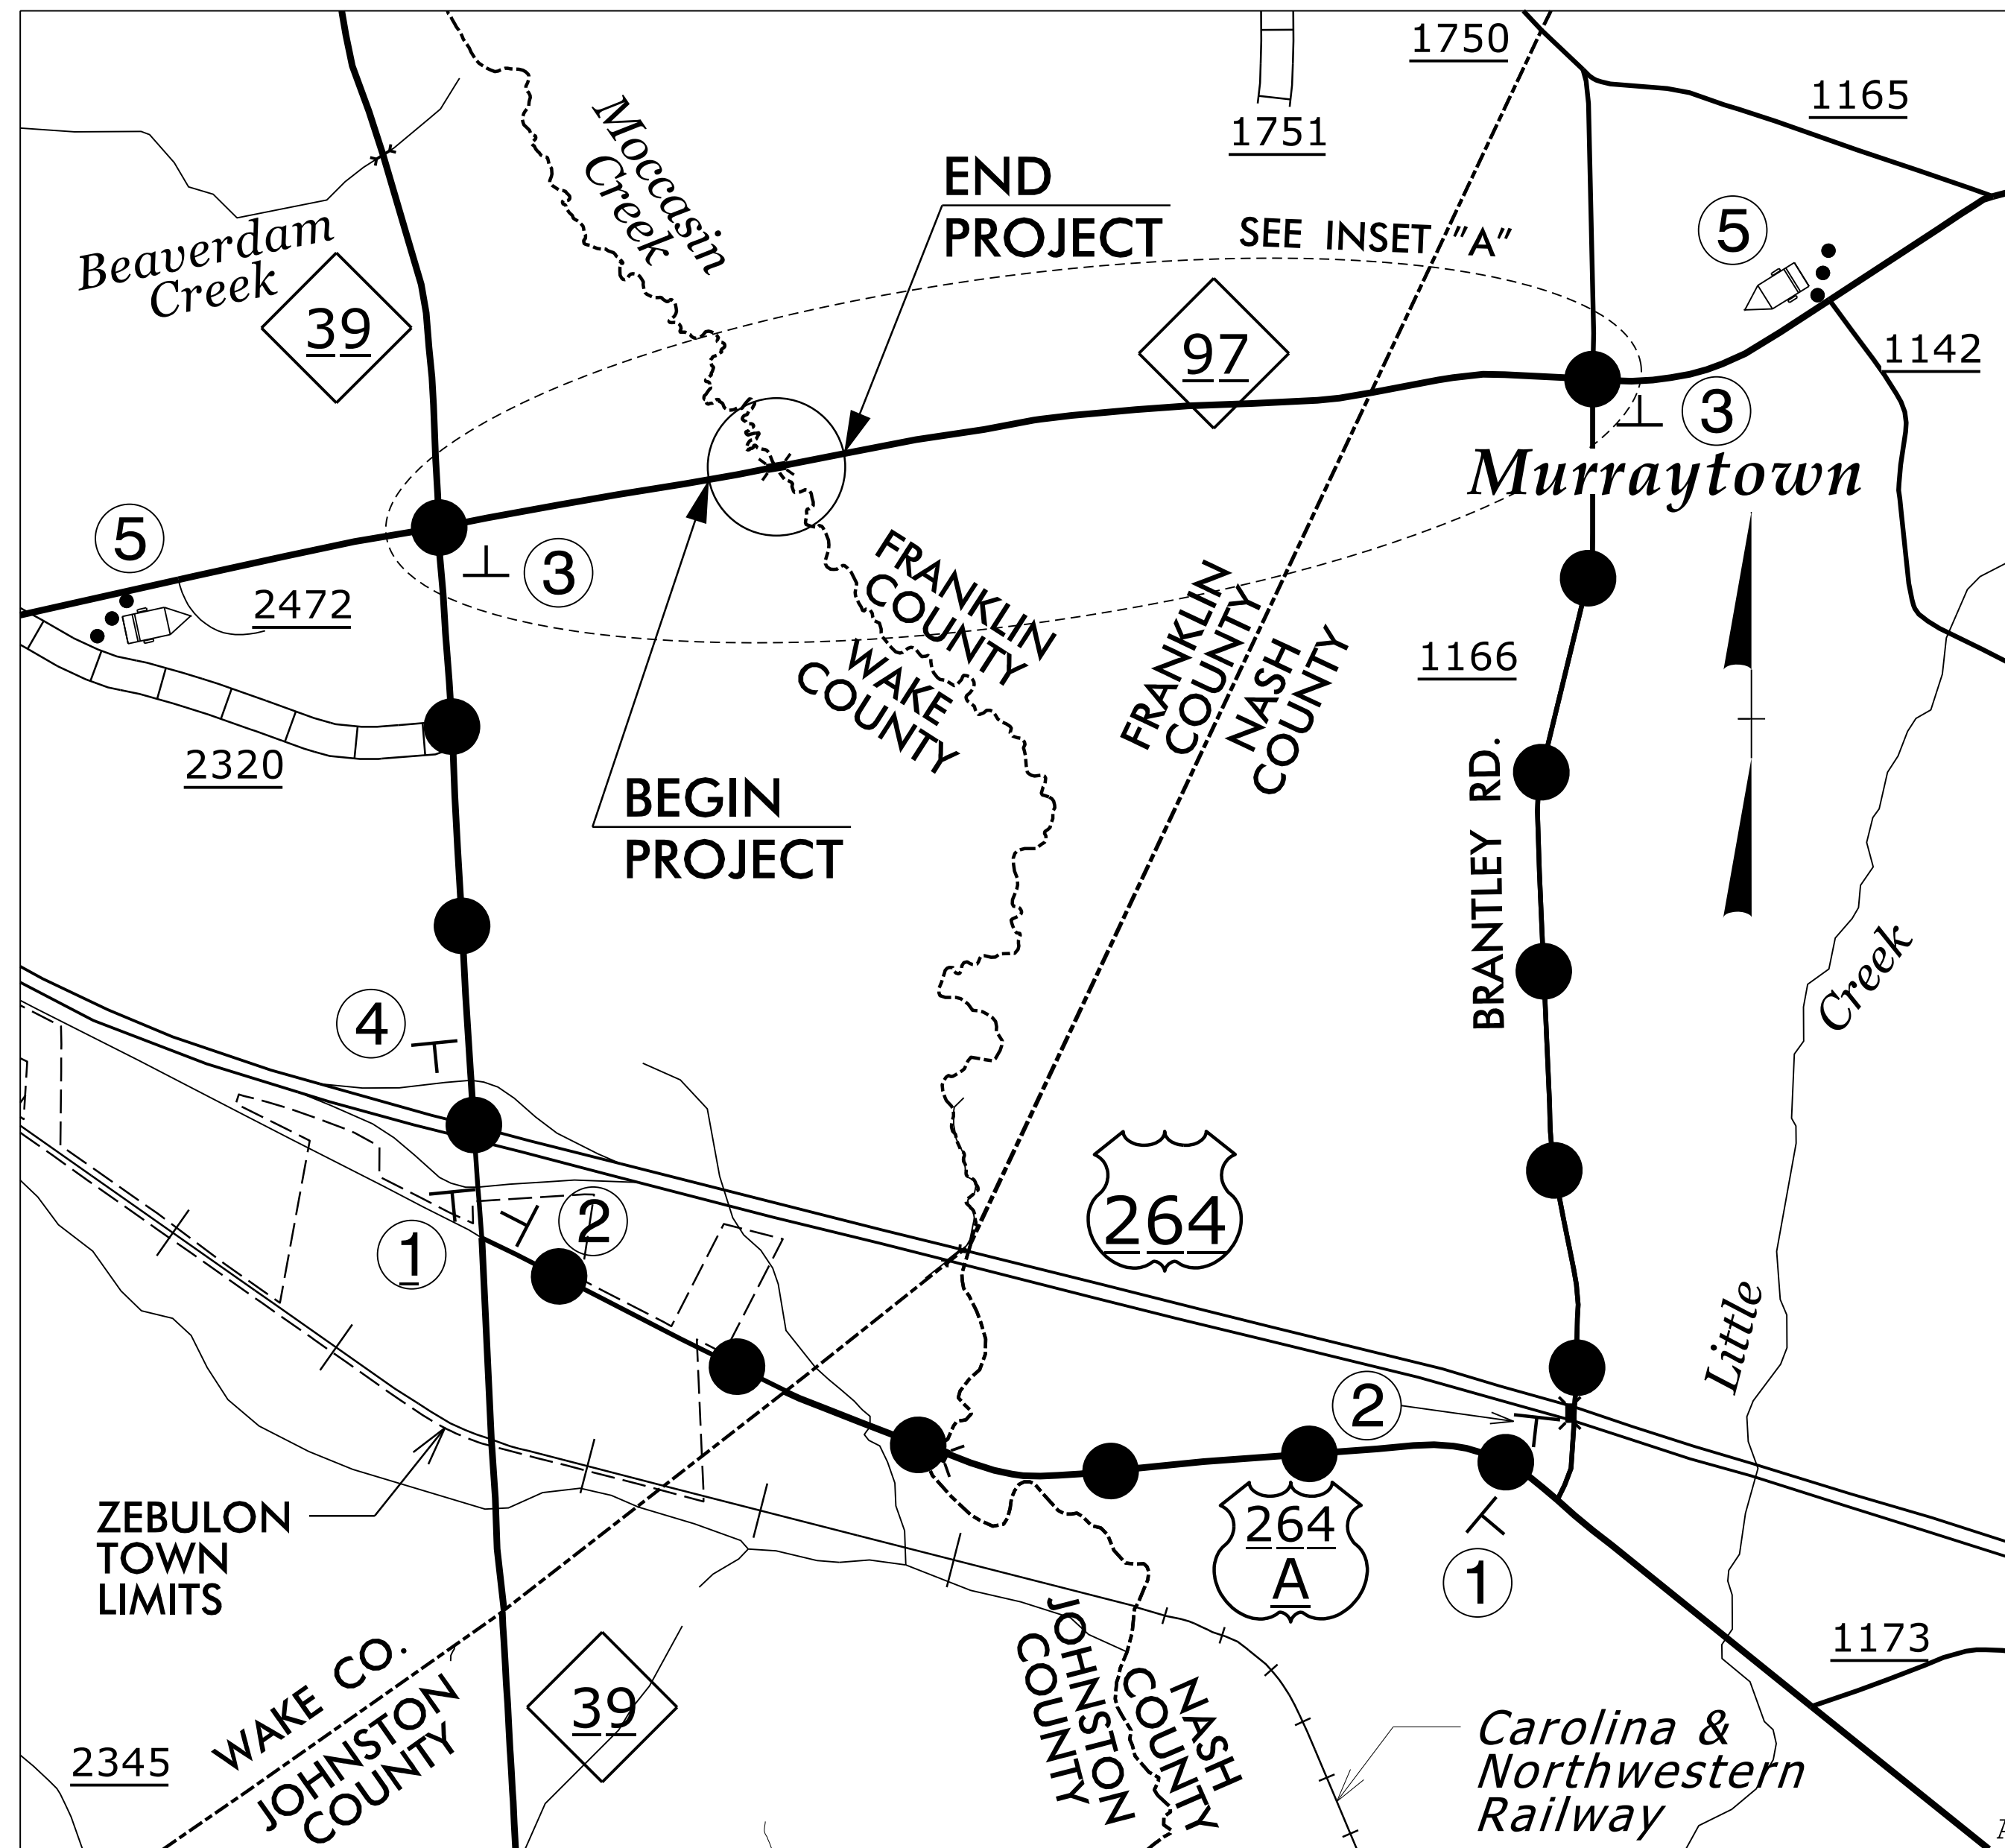 1750
1165
1751
Moccasin
Creek
END
PROJECT
SEE INSET "A"
5
Beaverdam
Creek
39
97
1142
3
Murraytown
5
3
2472
FRANKLIN
COUNTY
WAKE
COUNTY
FRANKLIN
COUNTY
NASH
COUNTY
1166
2320
BEGIN
PROJECT
BRANTLEY RD.
4
Little
Creek
264
2
1
2
264
A
1
ZEBULON
TOWN
LIMITS
WAKE CO.
JOHNSTON
COUNTY
39
JOHNSTON
COUNTY
NASH
COUNTY
1173
2345
Carolina &
Northwestern
Railway